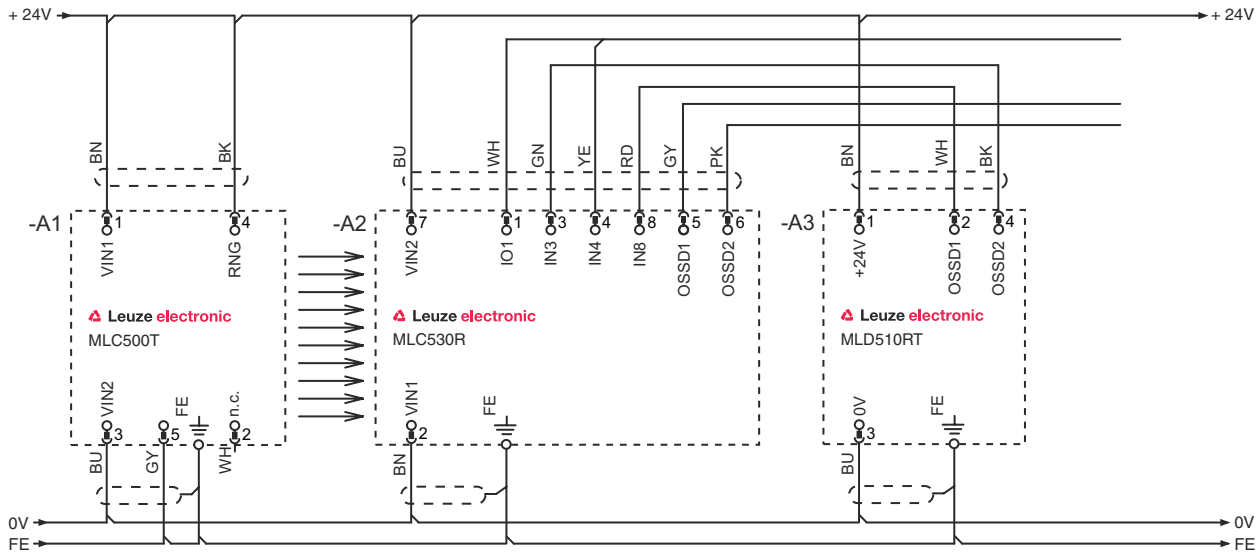 + 24V
+ 24V
BN
BK
BU
WH
GN
YE
RD
GY
PK
BN
WH
BK
-A1
1
4
-A2
7
1
3
4
8
5
6
-A3
1
2
4
VIN1
RNG
VIN2
IO1
IN3
IN4
IN8
OSSD1
OSSD2
+24V
OSSD1
OSSD2
Leuze electronic
MLC500T
Leuze electronic
MLC530R
Leuze electronic
MLD510RT
VIN2
FE
n.c.
VIN1
FE
0V
FE
3
5
2
2
3
BU
GY
WH
BN
BU
0V
0V
FE
FE